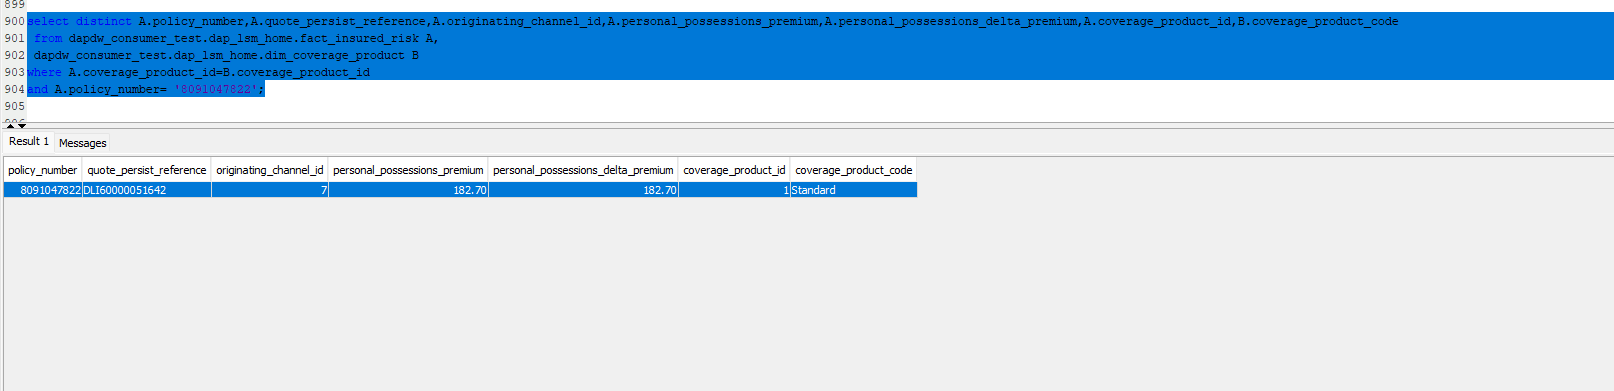 899
900 select distinct A.policy_number,A.quote_persist_reference,A.originating_channel_id,A.personal_possessions_premium,A.personal_possessions_delta_premium,A.coverage_product_id,B.coverage_product_code
901 from dapdw_consumer_test.dap_lsm_home.fact_insured_risk A,
902 dapdw_consumer_test.dap_lsm_home.dim_coverage_product B
903 where A.coverage_product_id=B.coverage_product_id
904 and A.policy_number= '8091047822';
905
Result 1 Messages
policy_number quote_persist_reference originating_channel_id personal_possessions_premium personal_possessions_delta_premium coverage_product_id coverage_product_code
8091047822 DLI60000051642 7 182.70 182.70 1 Standard